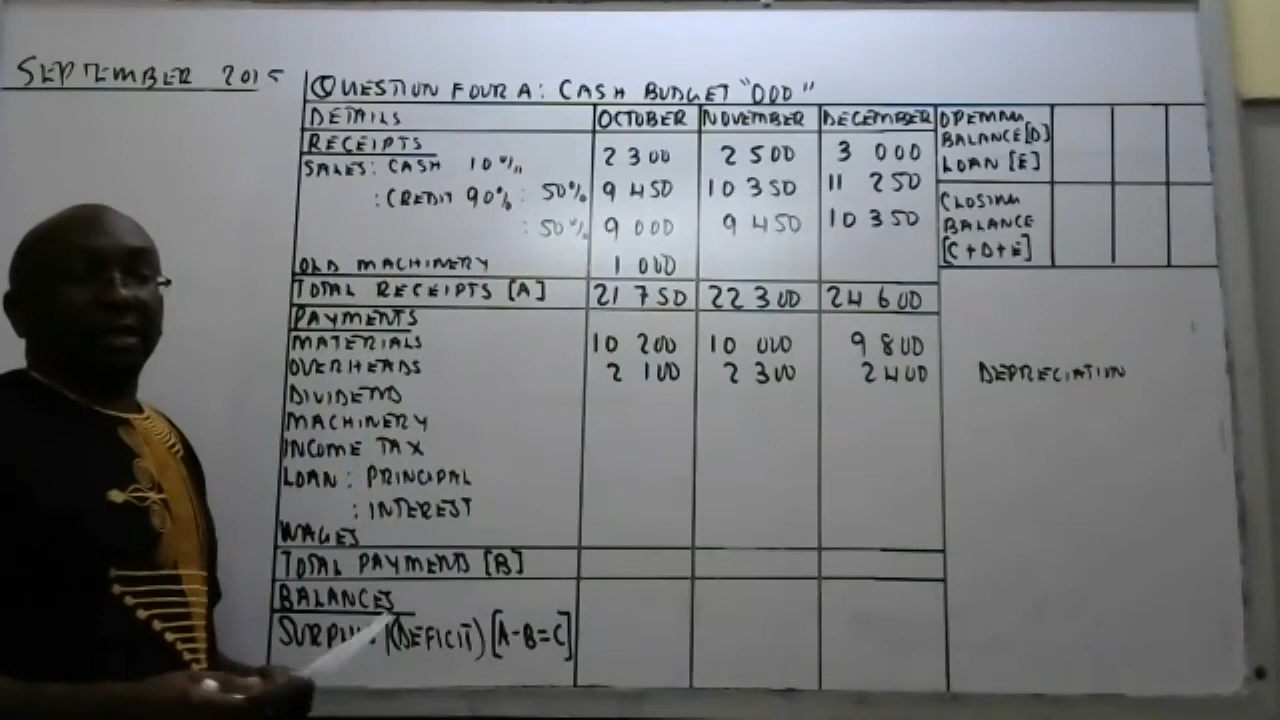 SEPTEMBER 2015
QUESTION FOUR A: CASH BUDGET "000"
DETAILS OCTOBER NOVEMBER DECEMBER
RECEIPTS
SALES: CASH 10% 2 300 2 500 3 000
: CREDIT 90% : 50% 9 450 10 350 11 250
: 50% 9 000 9 450 10 350
OLD MACHINERY 1 000
TOTAL RECEIPTS [A] 21 750 22 300 24 600
PAYMENTS
MATERIALS 10 200 10 000 9 800
OVERHEADS 2 100 2 300 2 400
DIVIDEND
MACHINERY
INCOME TAX
LOAN : PRINCIPAL
: INTEREST
WAGES
TOTAL PAYMENTS [B]
BALANCES
(DEFICIT) [A-B=C]
OPENING
BALANCE [D]
LOAN [E]
CLOSING
BALANCE
[C+D+E]
DEPRECIATION